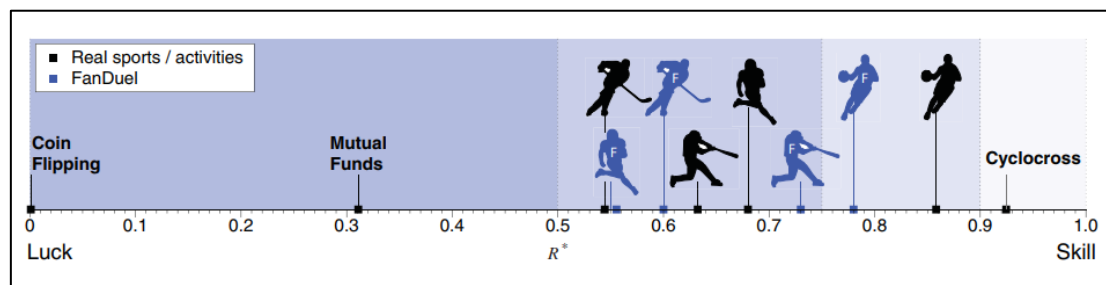 Real sports / activities
FanDuel
F
F
Coin
Flipping
Mutual
Funds
F
F
Cyclocross
0
0.1
0.2
0.3
0.4
0.5
0.6
0.7
0.8
0.9
1.0
Luck
R*
Skill